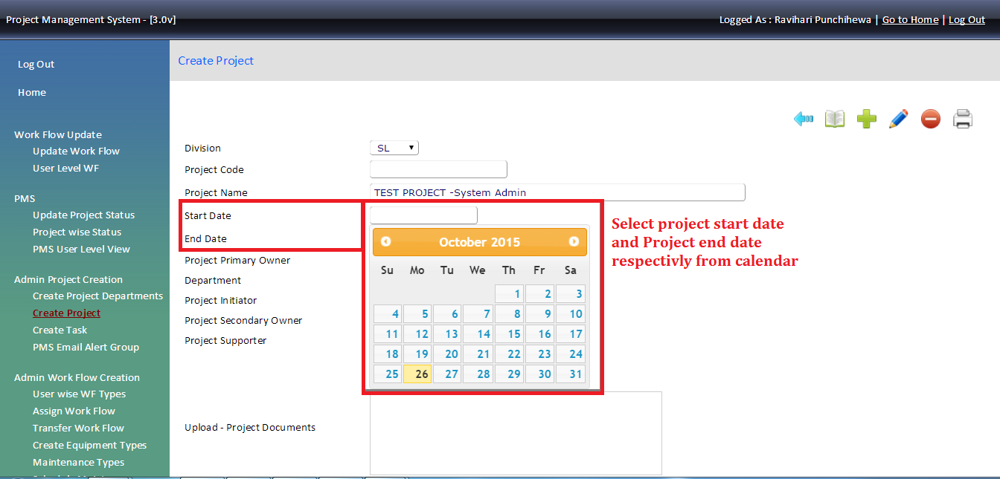 Project Management System - [3.0v]
Logged As : Ravihari Punchihewa | Go to Home | Log Out
Log Out
Home
Work Flow Update
Update Work Flow
User Level WF
PMS
Update Project Status
Project wise Status
PMS User Level View
Admin Project Creation
Create Project Departments
Create Project
Create Task
PMS Email Alert Group
Admin Work Flow Creation
User wise WF Types
Assign Work Flow
Transfer Work Flow
Create Equipment Types
Maintenance Types
Create Project
Division
SL
Project Code
Project Name
TEST PROJECT -System Admin
Start Date
End Date
Project Primary Owner
Department
Project Initiator
Project Secondary Owner
Project Supporter
October 2015
Su Mo Tu We Th Fr Sa
1 2 3
4 5 6 7 8 9 10
11 12 13 14 15 16 17
18 19 20 21 22 23 24
25 26 27 28 29 30 31
Select project start date
and Project end date
respectivly from calendar
Upload - Project Documents